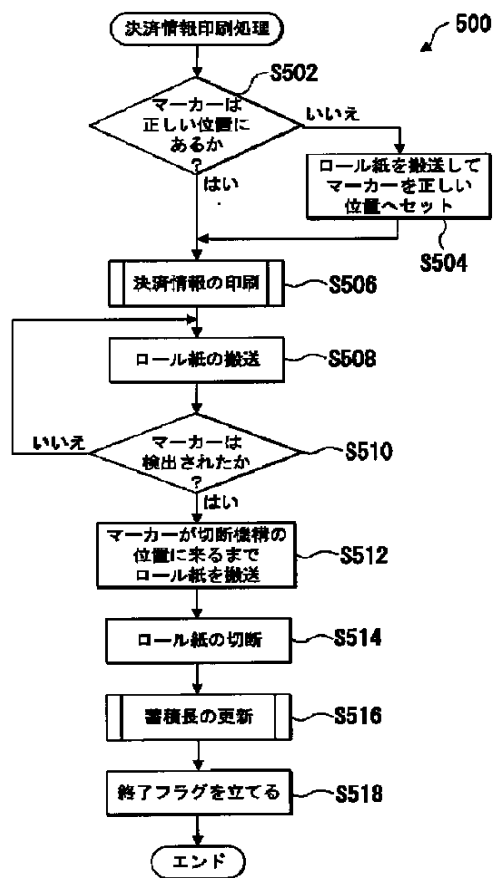 決済情報印刷処理
500
S502
マーカーは
正しい位置に
あるか
?
いいえ
はい
ロール紙を搬送して
マーカーを正しい
位置へセット
S504
決済情報の印刷
S506
ロール紙の搬送
S508
マーカーは
検出されたか
?
いいえ
S510
はい
マーカーが切断機構の
位置に来るまで
ロール紙を搬送
S512
ロール紙の切断
S514
蓄積長の更新
S516
終了フラグを立てる
S518
エンド